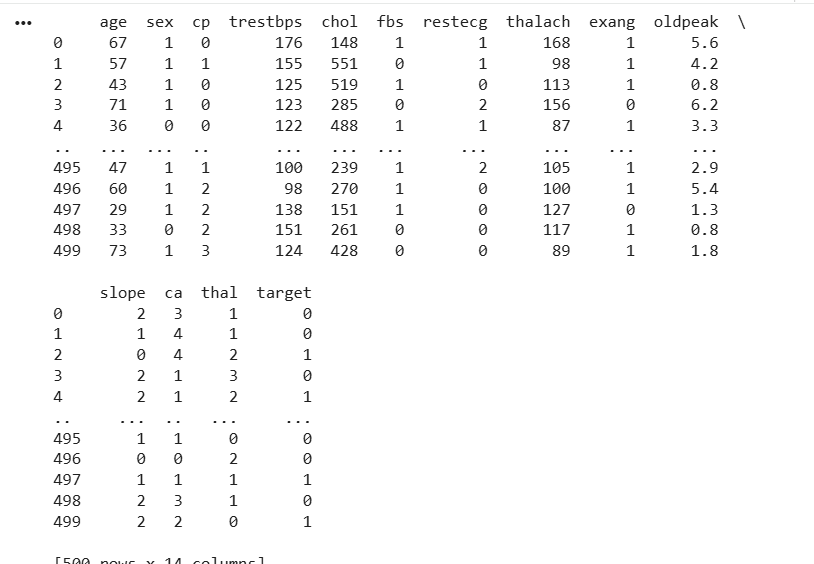 •••
age sex cp trestbps chol fbs restecg thalach exang oldpeak \
0 67 1 0 176 148 1 1 168 1 5.6
1 57 1 1 155 551 0 1 98 1 4.2
2 43 1 0 125 519 1 0 113 1 0.8
3 71 1 0 123 285 0 2 156 0 6.2
4 36 0 0 122 488 1 1 87 1 3.3
.. ... ... .. ... ... ... ... ... ... ...
495 47 1 1 100 239 1 2 105 1 2.9
496 60 1 2 98 270 1 0 100 1 5.4
497 29 1 2 138 151 1 0 127 0 1.3
498 33 0 2 151 261 0 0 117 1 0.8
499 73 1 3 124 428 0 0 89 1 1.8
slope ca thal target
0 2 3 1 0
1 1 4 1 0
2 0 4 2 1
3 2 1 3 0
4 2 1 2 1
.. ... .. ... ...
495 1 1 0 0
496 0 0 2 0
497 1 1 1 1
498 2 3 1 0
499 2 2 0 1
[500 rows x 14 columns]